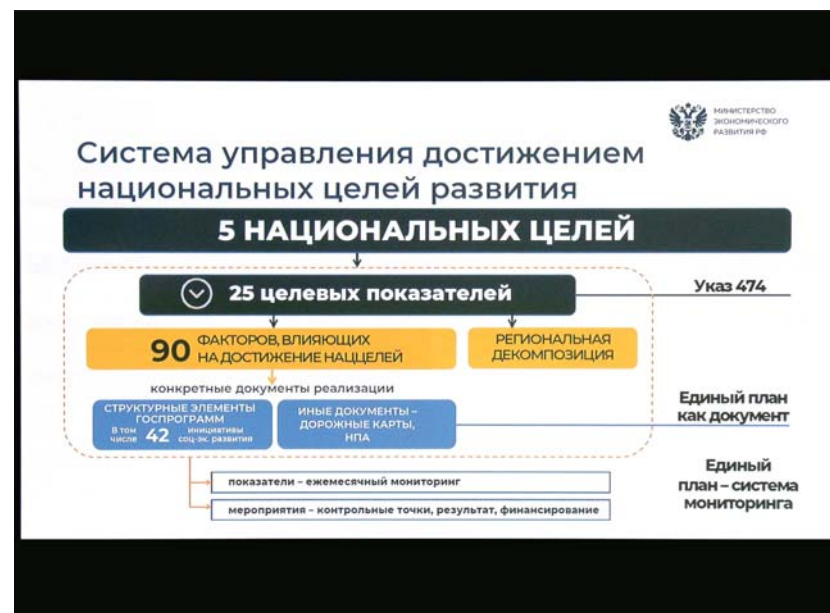 МИНИСТЕРСТВО
ЭКОНОМИЧЕСКОГО
РАЗВИТИЯ РФ
Система управления достижением
национальных целей развития
5 НАЦИОНАЛЬНЫХ ЦЕЛЕЙ
25 целевых показателей
Указ 474
90 ФАКТОРОВ, ВЛИЯЮЩИХ
НА ДОСТИЖЕНИЕ НАЦЦЕЛЕЙ
РЕГИОНАЛЬНАЯ
ДЕКОМПОЗИЦИЯ
конкретные документы реализации
СТРУКТУРНЫЕ ЭЛЕМЕНТЫ
ГОСПРОГРАММ
В том
числе
42
инициативы
соц-эк. развития
ИНЫЕ ДОКУМЕНТЫ –
ДОРОЖНЫЕ КАРТЫ,
НПА
Единый план
как документ
показатели – ежемесячный мониторинг
мероприятия – контрольные точки, результат, финансирование
Единый
план – система
мониторинга